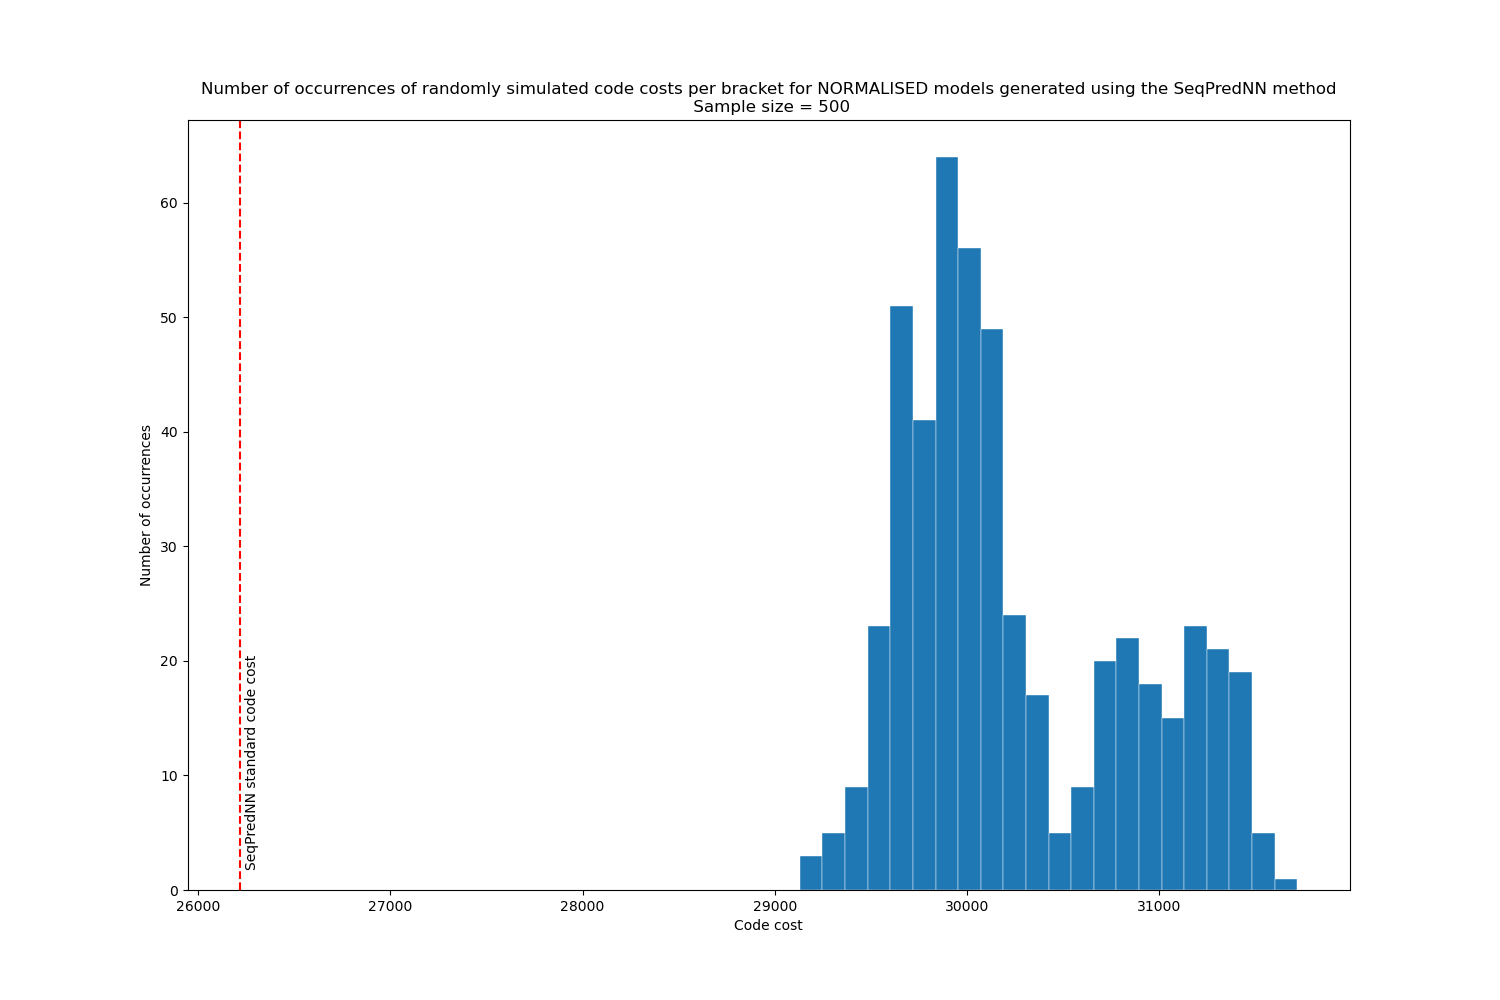 Number of occurrences of randomly simulated code costs per bracket for NORMALISED models generated using the SeqPredNN method
Sample size = 500
Number of occurrences
60
50
40
30
20
10
0
SeqPredNN standard code cost
26000
27000
28000
29000
30000
31000
Code cost